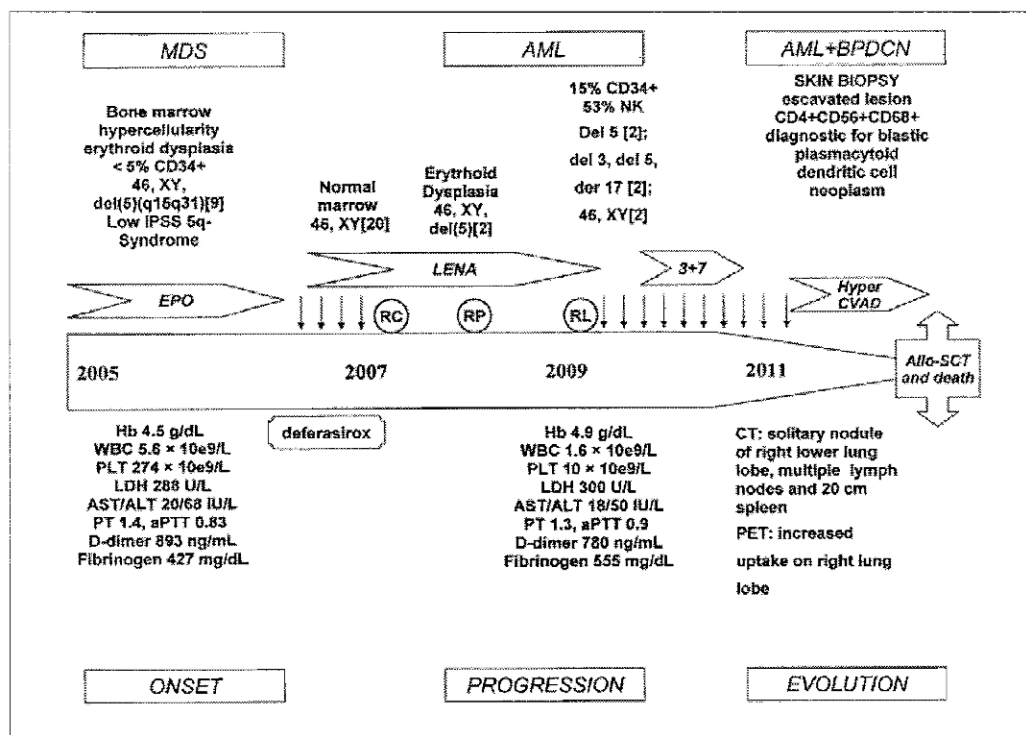 MDS
AML
AML+BPDCN
Bone marrow
hypercellularity
erythroid dysplasia
< 5% CD34+
46, XY,
del(5)(q15q31)[9]
Low IPSS 5q-
Syndrome
Normal
marrow
46, XY[20]
Erytrhoid
Dysplasia
46, XY,
del(5)[2]
15% CD34+
53% NK
Del 5 [2];
del 3, del 5,
der 17 [2];
46, XY[2]
SKIN BIOPSY
escavated lesion
CD4+CD56+CD68+
diagnostic for blastic
plasmacytoid
dendritic cell
neoplasm
EPO
LENA
3+7
Hyper
CVAD
RC
RP
RL
2005
2007
2009
2011
Allo-SCT
and death
deferasirox
Hb 4.5 g/dL
WBC 5.6 × 10e9/L
PLT 274 × 10e9/L
LDH 288 U/L
AST/ALT 20/68 IU/L
PT 1.4, aPTT 0.83
D-dimer 893 ng/mL
Fibrinogen 427 mg/dL
Hb 4.9 g/dL
WBC 1.6 × 10e9/L
PLT 10 × 10e9/L
LDH 300 U/L
AST/ALT 18/50 IU/L
PT 1.3, aPTT 0.9
D-dimer 780 ng/mL
Fibrinogen 555 mg/dL
CT: solitary nodule
of right lower lung
lobe, multiple lymph
nodes and 20 cm
spleen
PET: increased
uptake on right lung
lobe
ONSET
PROGRESSION
EVOLUTION